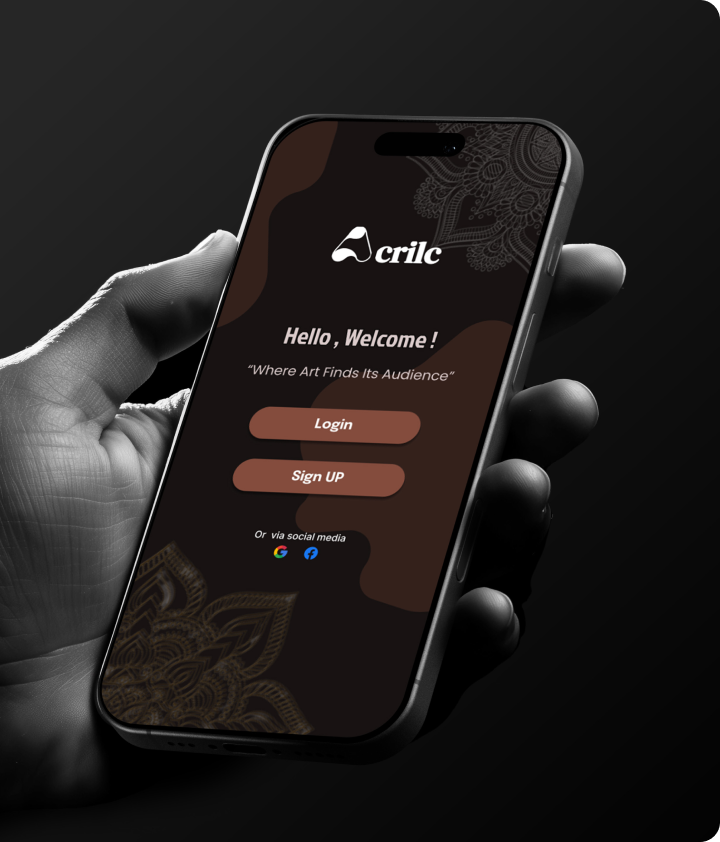 Acrilc
Hello , Welcome !
“Where Art Finds Its Audience”
Login
Sign UP
Or via social media